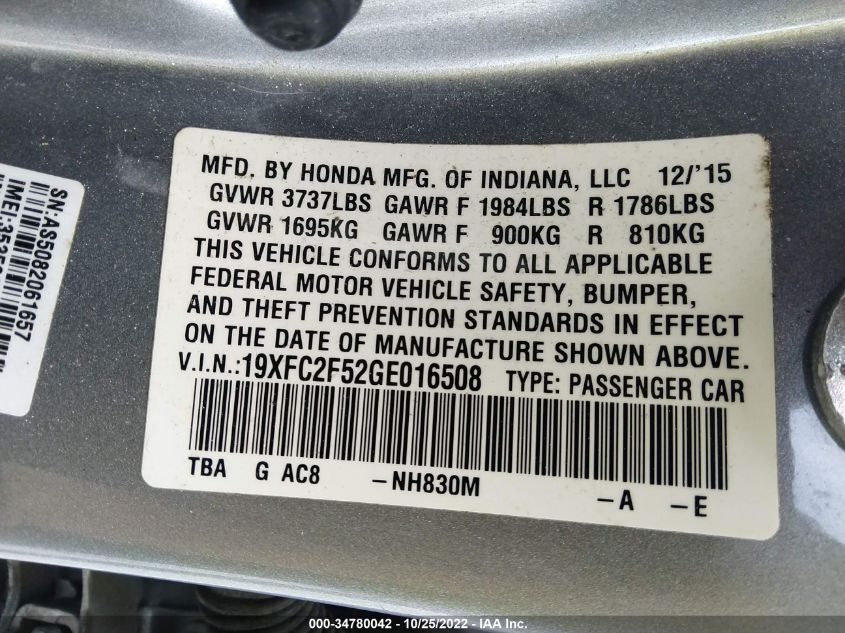 MFD. BY HONDA MFG. OF INDIANA, LLC 12/'15
GVWR 3737LBS GAWR F 1984LBS R 1786LBS
GVWR 1695KG GAWR F 900KG R 810KG
THIS VEHICLE CONFORMS TO ALL APPLICABLE
FEDERAL MOTOR VEHICLE SAFETY, BUMPER,
AND THEFT PREVENTION STANDARDS IN EFFECT
ON THE DATE OF MANUFACTURE SHOWN ABOVE.
V.I.N.:19XFC2F52GE016508 TYPE: PASSENGER CAR
TBA G AC8 -NH830M -A -E
SN:AS5082061657
000-34780042 - 10/25/2022 - IAA Inc.